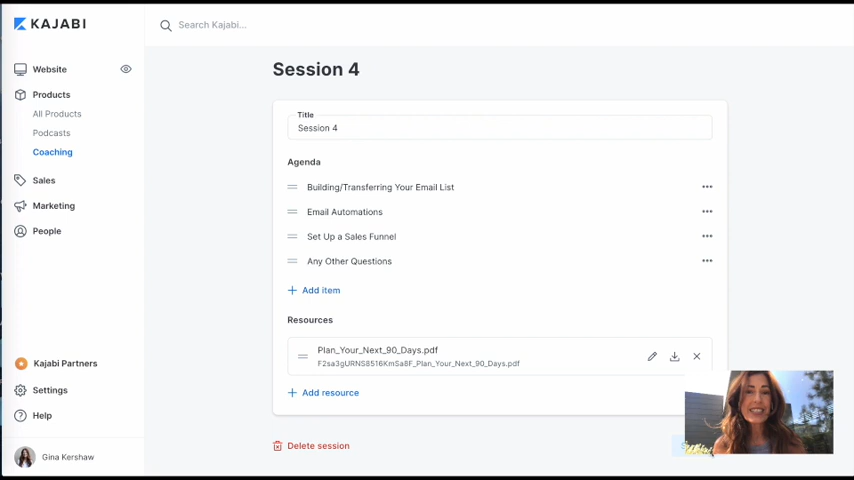 KAJABI
Search Kajabi...
Website
Products
All Products
Podcasts
Coaching
Sales
Marketing
People
Kajabi Partners
Settings
Help
Gina Kershaw
Session 4
Title
Session 4
Agenda
Building/Transferring Your Email List
Email Automations
Set Up a Sales Funnel
Any Other Questions
Add item
Resources
Plan_Your_Next_90_Days.pdf
F2sa3gURNS8516KmSa8F_Plan_Your_Next_90_Days.pdf
Add resource
Delete session